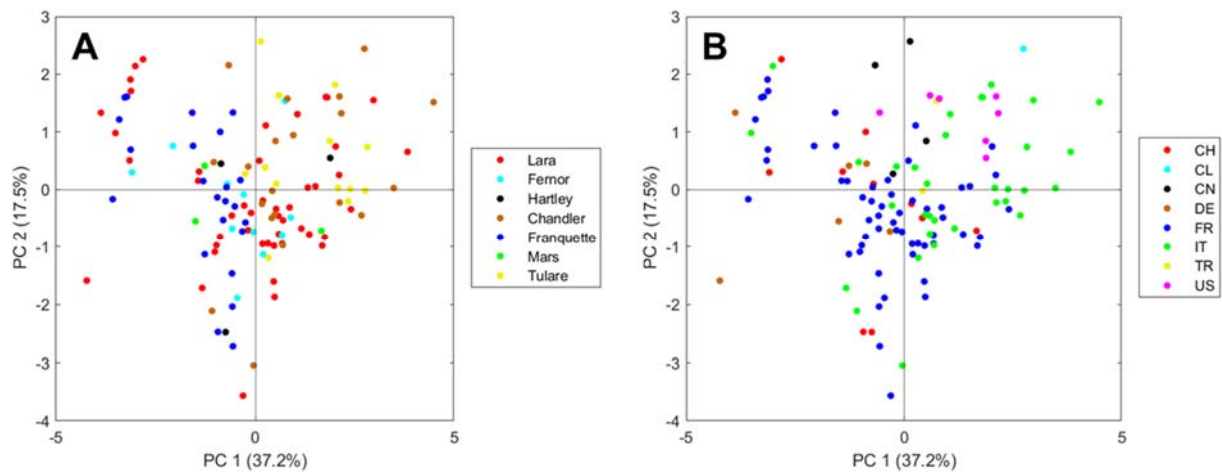 A
3
2
1
0
-1
-2
-3
-4
PC 2 (17.5%)
-5
0
5
PC 1 (37.2%)
Lara
Fernor
Hartley
Chandler
Franquette
Mars
Tulare
B
3
2
1
0
-1
-2
-3
-4
PC 2 (17.5%)
-5
0
5
PC 1 (37.2%)
CH
CL
CN
DE
FR
IT
TR
US